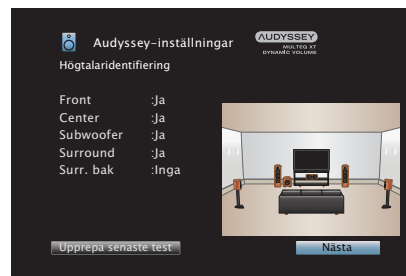 Audyssey-inställningar
AUDYSSEY
MULTEQ XT
DYNAMIC VOLUME
Högtalaridentifiering
Front :Ja
Center :Ja
Subwoofer :Ja
Surround :Ja
Surr. bak :Inga
Upprepa senaste test
Nästa